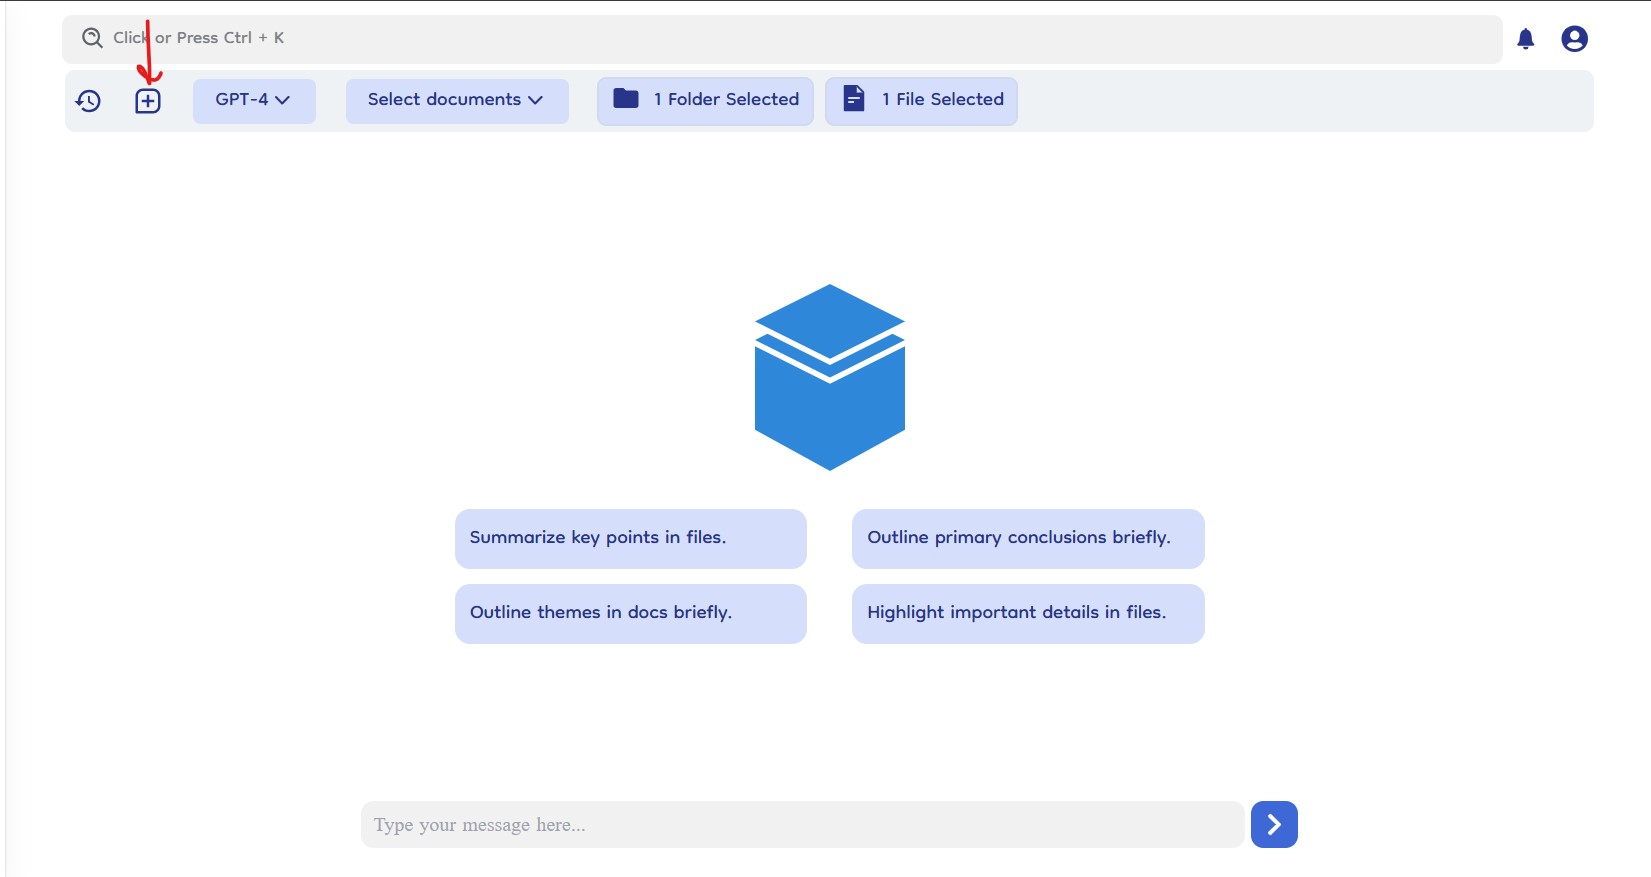 Click or Press Ctrl + K
GPT-4 Select documents 1 Folder Selected 1 File Selected
Summarize key points in files. Outline primary conclusions briefly.
Outline themes in docs briefly. Highlight important details in files.
Type your message here...